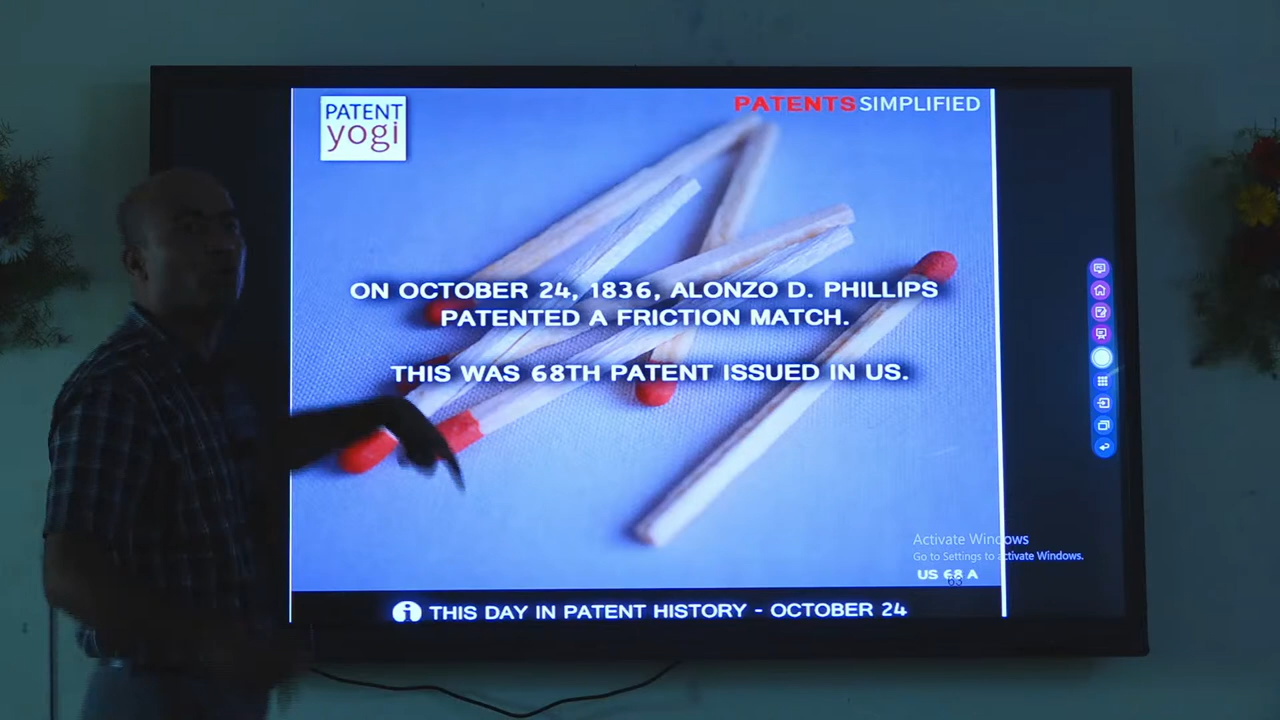 PATENT
yogi
PATENTS SIMPLIFIED
ON OCTOBER 24, 1836, ALONZO D. PHILLIPS
PATENTED A FRICTION MATCH.
THIS WAS 68TH PATENT ISSUED IN US.
Activate Windows
Go to Settings to activate Windows.
US 68 A
63
THIS DAY IN PATENT HISTORY - OCTOBER 24